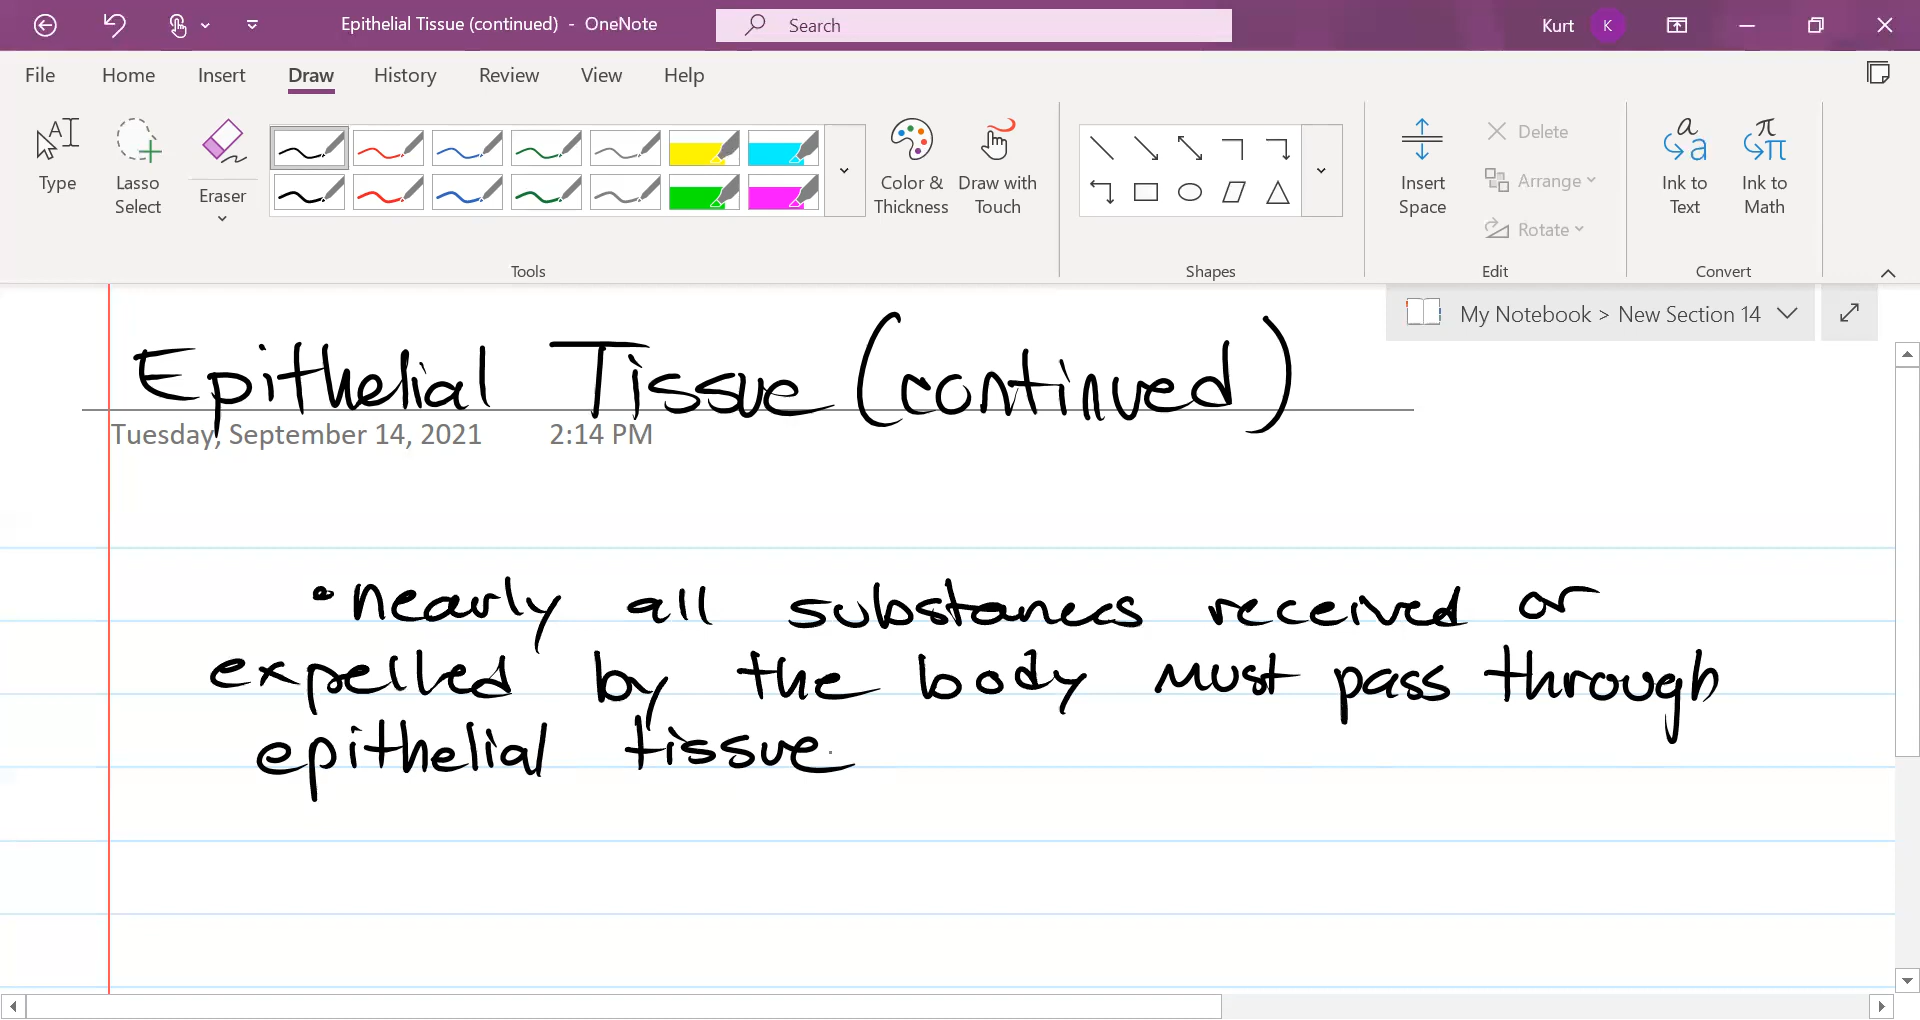 Epithelial Tissue (continued) - OneNote
Search
Kurt
K
File Home Insert Draw History Review View Help
Type
Lasso Select
Eraser
Color & Thickness
Draw with Touch
Insert Space
Delete
Arrange
Rotate
Ink to Text
Ink to Math
Tools
Shapes
Edit
Convert
My Notebook > New Section 14
Epithelial Tissue (continued)
Tuesday, September 14, 2021 2:14 PM
• nearly all substances received or
expelled by the body must pass through
epithelial tissue